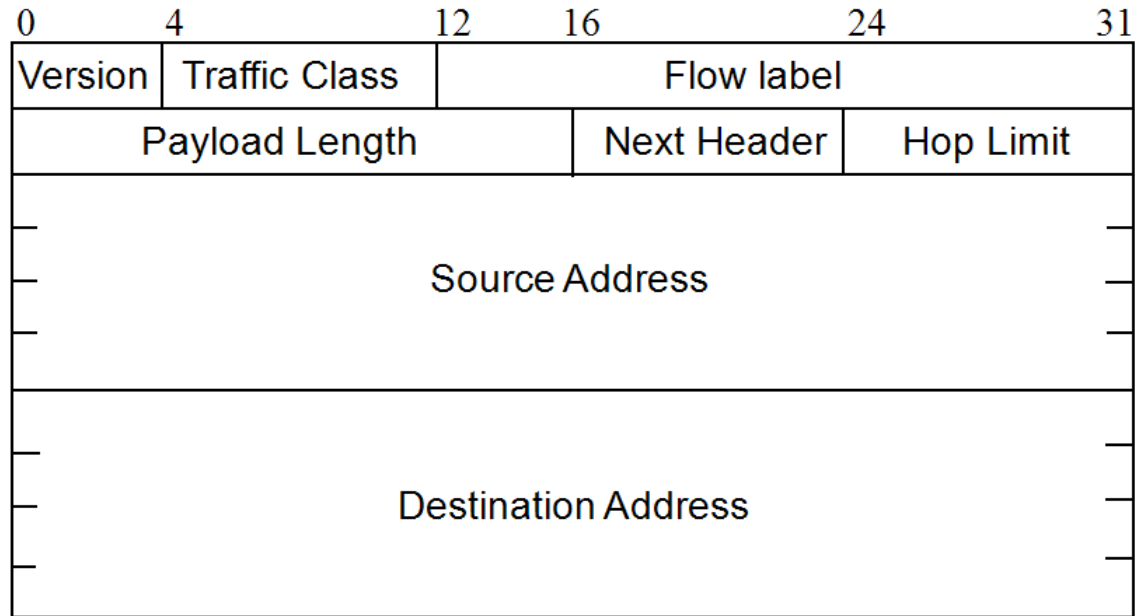 0 4 12 16 24 31
Version Traffic Class Flow label
Payload Length Next Header Hop Limit
Source Address
Destination Address